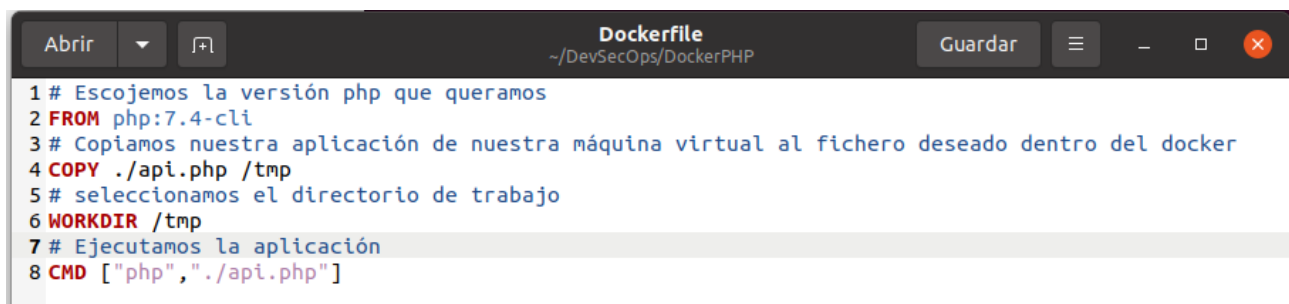 Abrir
Dockerfile
~/DevSecOps/DockerPHP
Guardar
1 # Escojemos la versión php que queramos
2 FROM php:7.4-cli
3 # Copiamos nuestra aplicación de nuestra máquina virtual al fichero deseado dentro del docker
4 COPY ./api.php /tmp
5 # seleccionamos el directorio de trabajo
6 WORKDIR /tmp
7 # Ejecutamos la aplicación
8 CMD ["php","./api.php"]